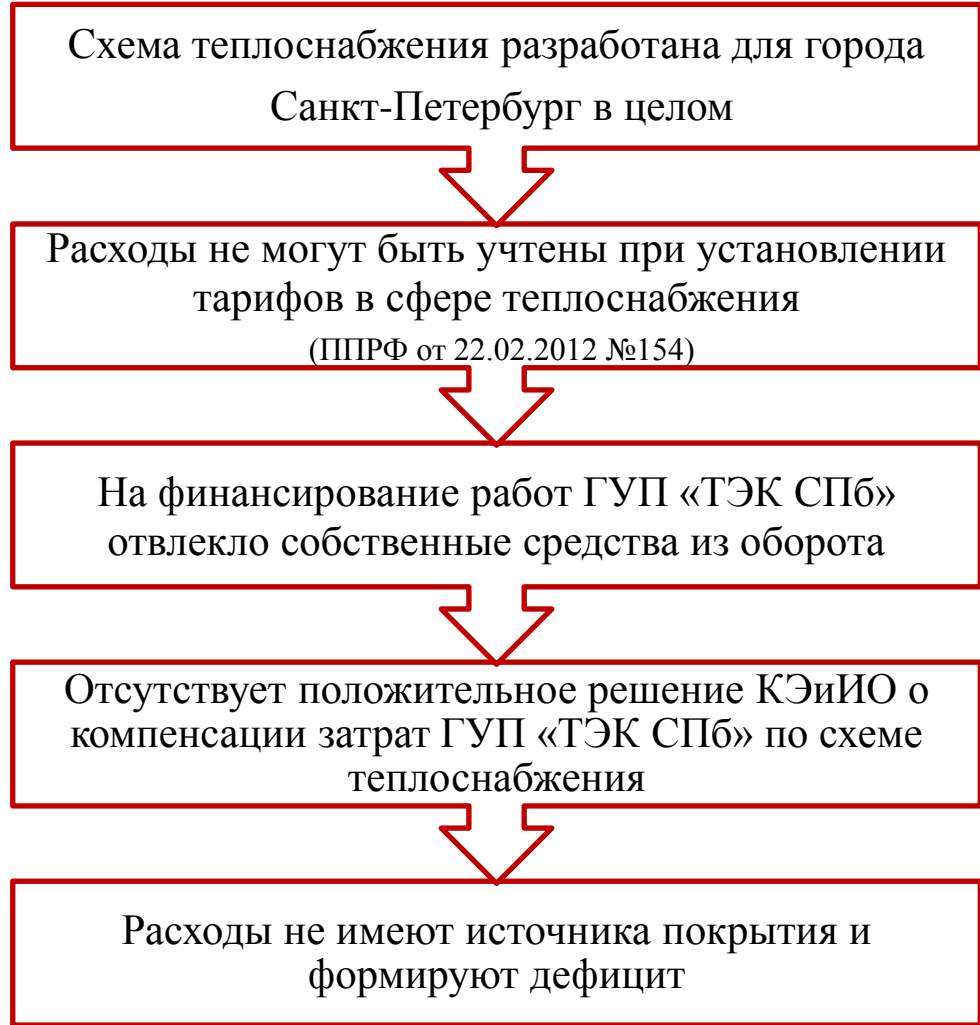 Схема теплоснабжения разработана для города
Санкт-Петербург в целом
Расходы не могут быть учтены при установлении
тарифов в сфере теплоснабжения
(ППРФ от 22.02.2012 №154)
На финансирование работ ГУП «ТЭК СПб»
отвлекло собственные средства из оборота
Отсутствует положительное решение КЭиИО о
компенсации затрат ГУП «ТЭК СПб» по схеме
теплоснабжения
Расходы не имеют источника покрытия и
формируют дефицит